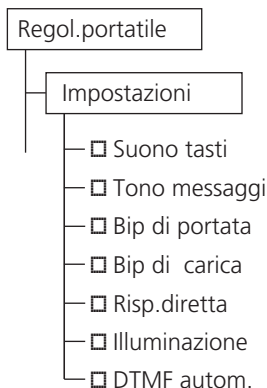 Regol.portatile
Impostazioni
Suono tasti
Tono messaggi
Bip di portata
Bip di carica
Risp.diretta
Illuminazione
DTMF autom.